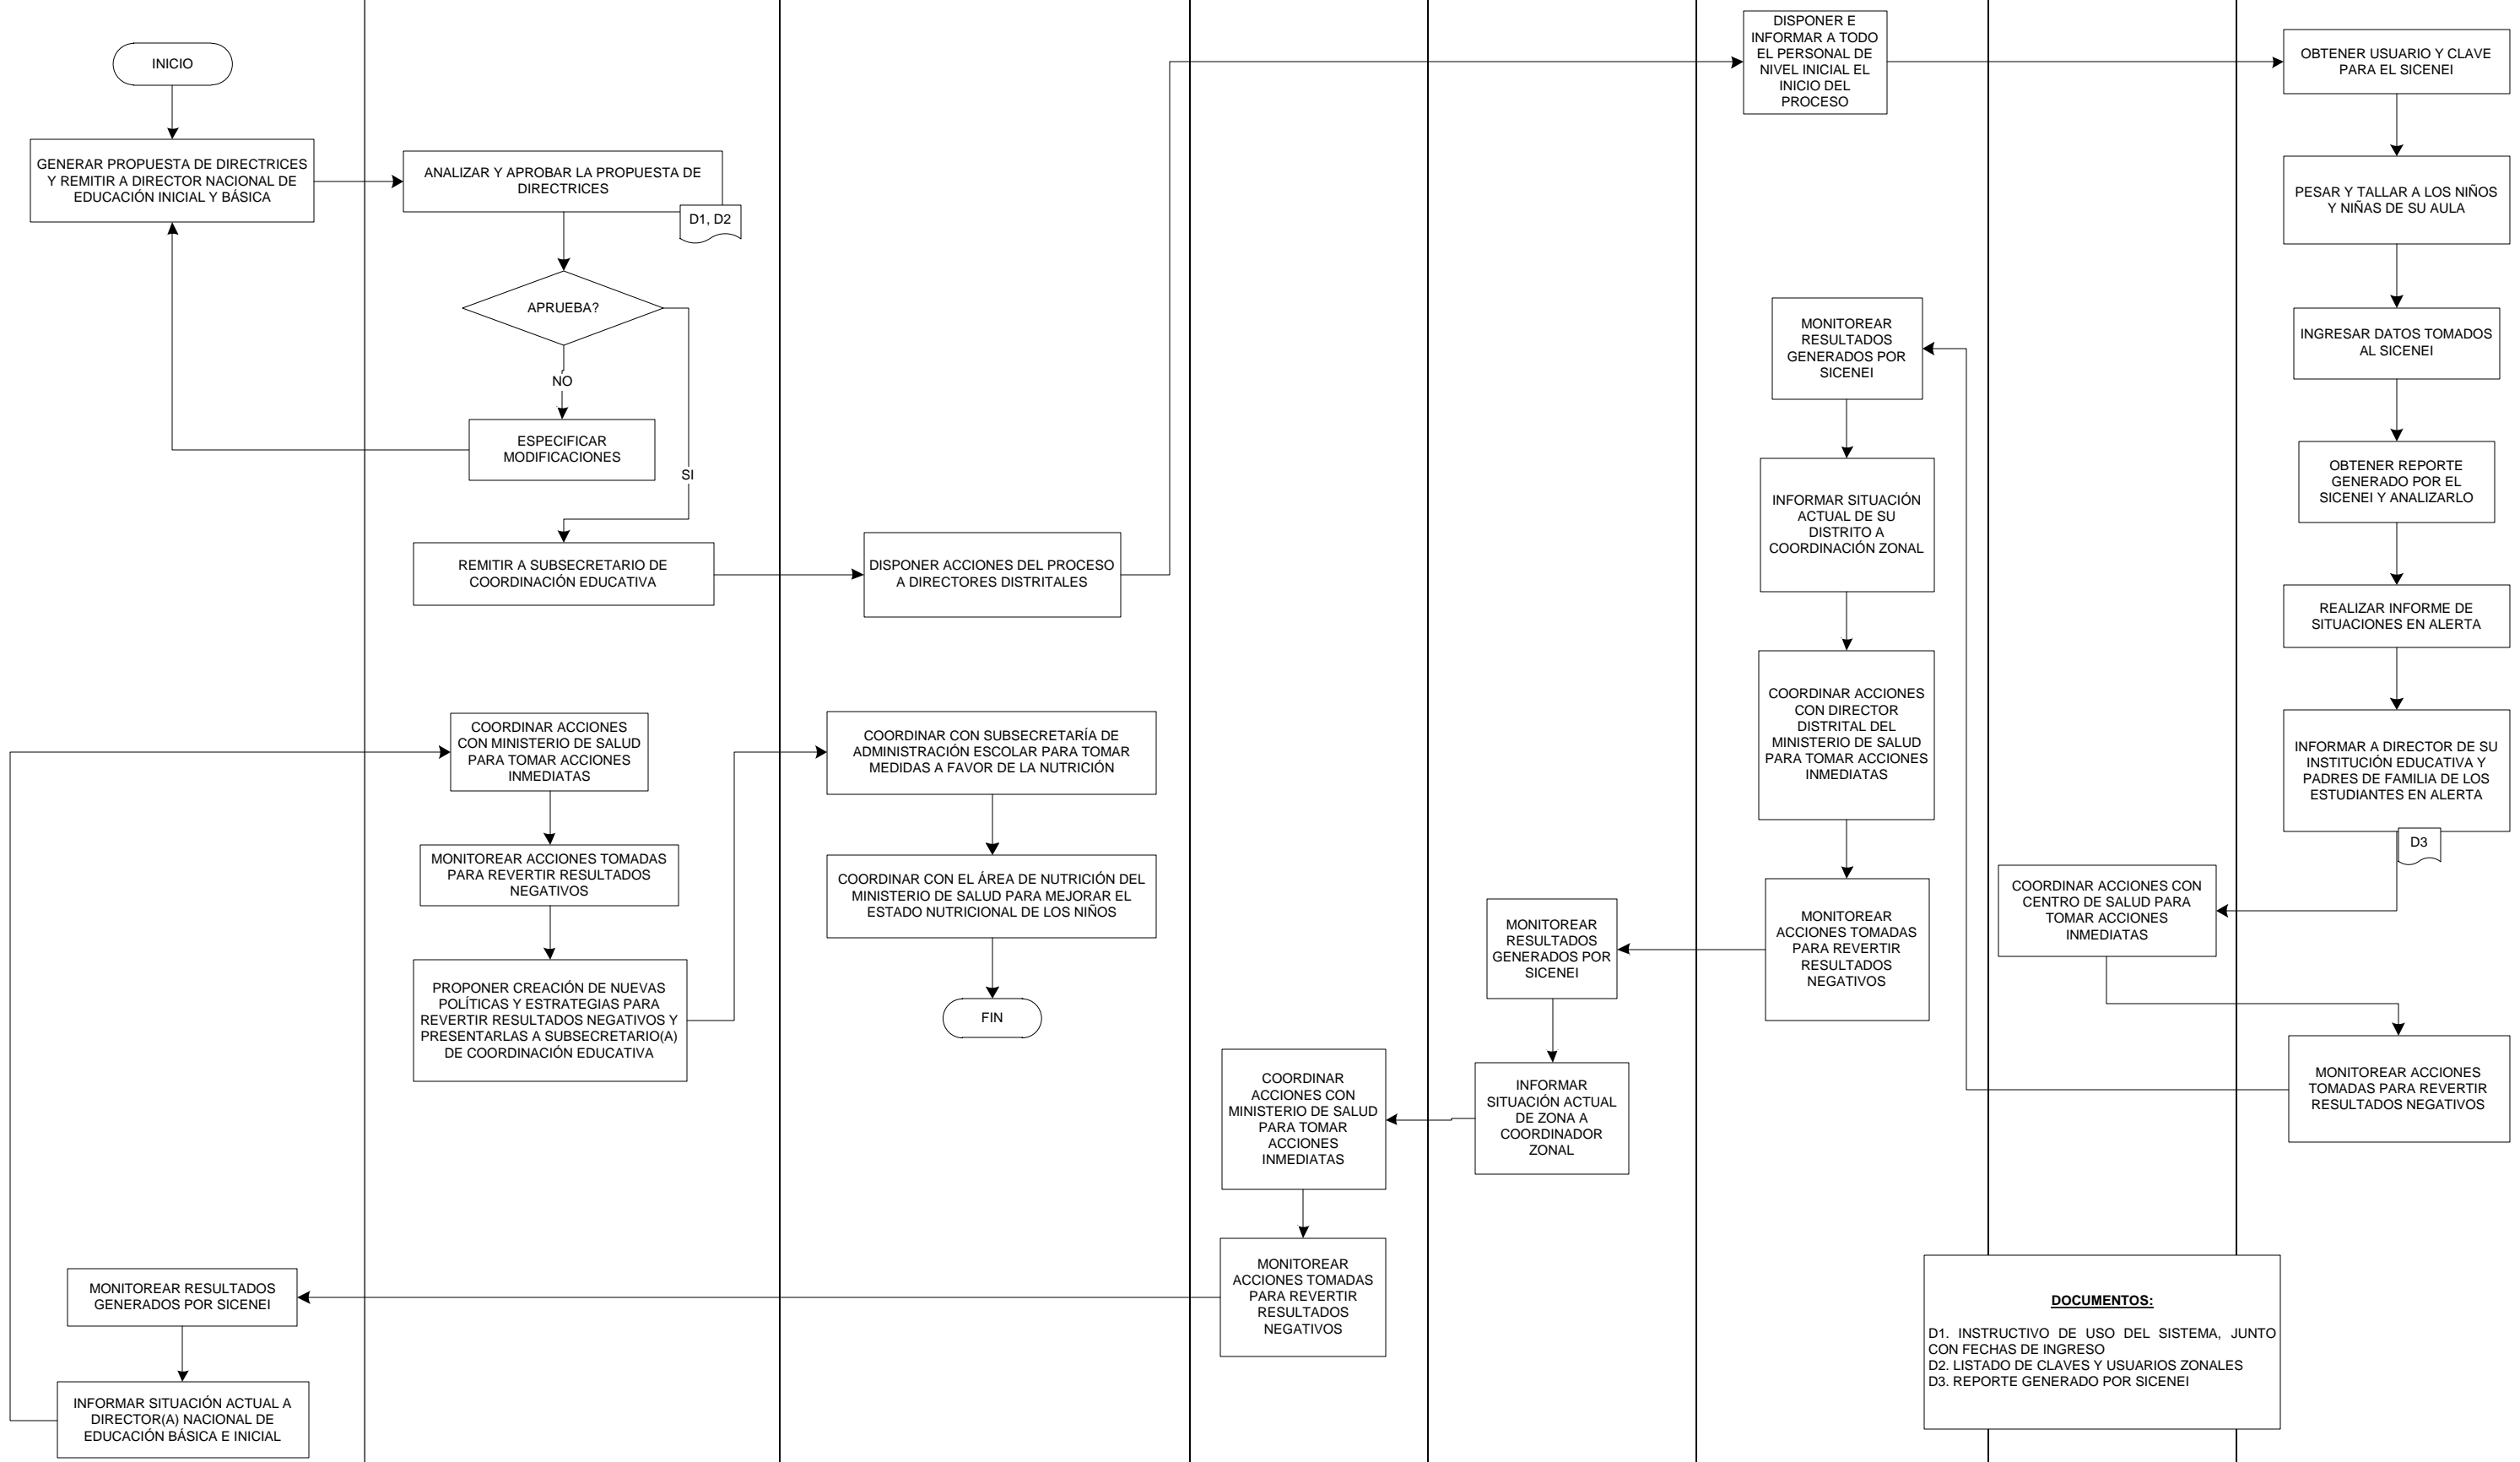 INICIO
GENERAR PROPUESTA DE DIRECTRICES
Y REMITIR A DIRECTOR NACIONAL DE
EDUCACIÓN INICIAL Y BÁSICA
ANALIZAR Y APROBAR LA PROPUESTA DE
DIRECTRICES
D1, D2
APRUEBA?
NO
SI
ESPECIFICAR
MODIFICACIONES
REMITIR A SUBSECRETARIO DE
COORDINACIÓN EDUCATIVA
DISPONER ACCIONES DEL PROCESO
A DIRECTORES DISTRITALES
DISPONER E
INFORMAR A TODO
EL PERSONAL DE
NIVEL INICIAL EL
INICIO DEL
PROCESO
OBTENER USUARIO Y CLAVE
PARA EL SICENEI
PESAR Y TALLAR A LOS NIÑOS
Y NIÑAS DE SU AULA
INGRESAR DATOS TOMADOS
AL SICENEI
OBTENER REPORTE
GENERADO POR EL
SICENEI Y ANALIZARLO
REALIZAR INFORME DE
SITUACIONES EN ALERTA
INFORMAR A DIRECTOR DE SU
INSTITUCIÓN EDUCATIVA Y
PADRES DE FAMILIA DE LOS
ESTUDIANTES EN ALERTA
D3
COORDINAR ACCIONES CON
CENTRO DE SALUD PARA
TOMAR ACCIONES
INMEDIATAS
MONITOREAR ACCIONES
TOMADAS PARA REVERTIR
RESULTADOS NEGATIVOS
MONITOREAR
RESULTADOS
GENERADOS POR
SICENEI
INFORMAR SITUACIÓN
ACTUAL DE SU
DISTRITO A
COORDINACIÓN ZONAL
COORDINAR ACCIONES
CON DIRECTOR
DISTRITAL DEL
MINISTERIO DE SALUD
PARA TOMAR ACCIONES
INMEDIATAS
MONITOREAR
ACCIONES TOMADAS
PARA REVERTIR
RESULTADOS
NEGATIVOS
MONITOREAR
RESULTADOS
GENERADOS POR
SICENEI
INFORMAR
SITUACIÓN ACTUAL
DE ZONA A
COORDINADOR
ZONAL
COORDINAR
ACCIONES CON
MINISTERIO DE SALUD
PARA TOMAR
ACCIONES
INMEDIATAS
MONITOREAR
ACCIONES TOMADAS
PARA REVERTIR
RESULTADOS
NEGATIVOS
MONITOREAR RESULTADOS
GENERADOS POR SICENEI
INFORMAR SITUACIÓN ACTUAL A
DIRECTOR(A) NACIONAL DE
EDUCACIÓN BÁSICA E INICIAL
COORDINAR ACCIONES
CON MINISTERIO DE SALUD
PARA TOMAR ACCIONES
INMEDIATAS
MONITOREAR ACCIONES TOMADAS
PARA REVERTIR RESULTADOS
NEGATIVOS
PROPONER CREACIÓN DE NUEVAS
POLÍTICAS Y ESTRATEGIAS PARA
REVERTIR RESULTADOS NEGATIVOS Y
PRESENTARLAS A SUBSECRETARIO(A)
DE COORDINACIÓN EDUCATIVA
COORDINAR CON SUBSECRETARÍA DE
ADMINISTRACIÓN ESCOLAR PARA TOMAR
MEDIDAS A FAVOR DE LA NUTRICIÓN
COORDINAR CON EL ÁREA DE NUTRICIÓN DEL
MINISTERIO DE SALUD PARA MEJORAR EL
ESTADO NUTRICIONAL DE LOS NIÑOS
FIN
DOCUMENTOS:
D1. INSTRUCTIVO DE USO DEL SISTEMA, JUNTO
CON FECHAS DE INGRESO
D2. LISTADO DE CLAVES Y USUARIOS ZONALES
D3. REPORTE GENERADO POR SICENEI